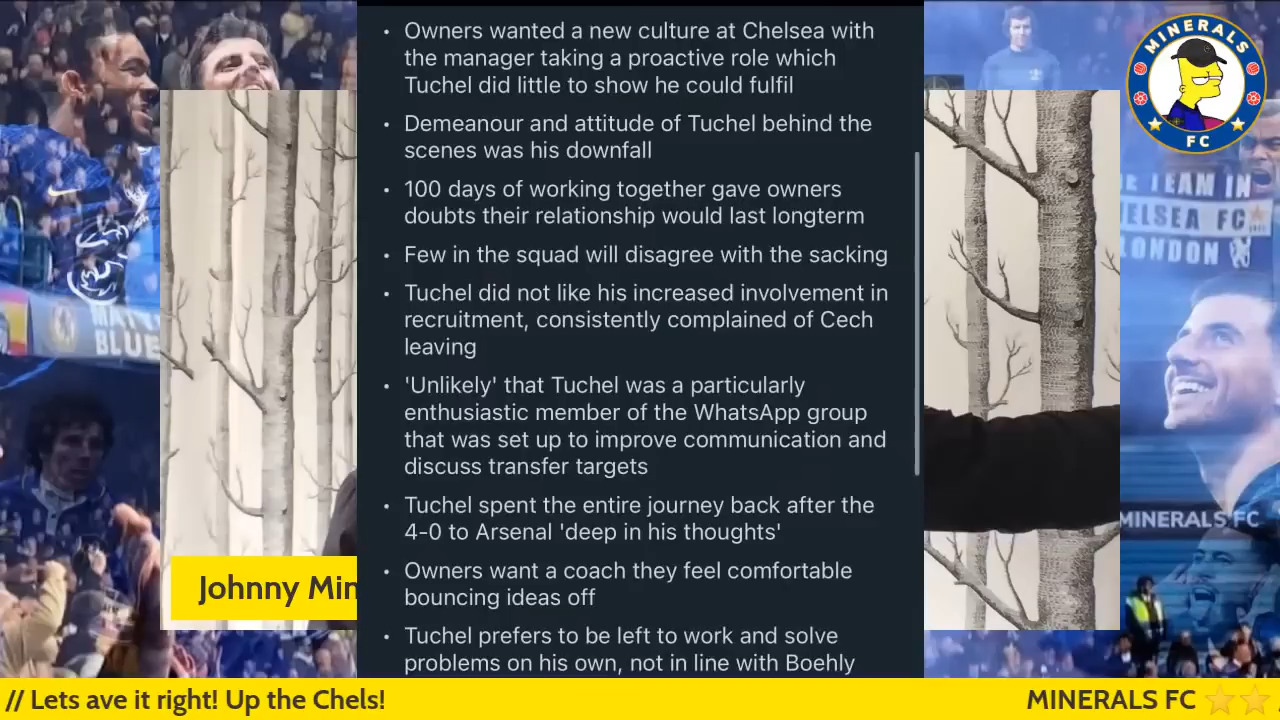 • Owners wanted a new culture at Chelsea with
the manager taking a proactive role which
Tuchel did little to show he could fulfil
• Demeanour and attitude of Tuchel behind the
scenes was his downfall
• 100 days of working together gave owners
doubts their relationship would last longterm
• Few in the squad will disagree with the sacking
• Tuchel did not like his increased involvement in
recruitment, consistently complained of Cech
leaving
• 'Unlikely' that Tuchel was a particularly
enthusiastic member of the WhatsApp group
that was set up to improve communication and
discuss transfer targets
• Tuchel spent the entire journey back after the
4-0 to Arsenal 'deep in his thoughts'
• Owners want a coach they feel comfortable
bouncing ideas off
• Tuchel prefers to be left to work and solve
problems on his own, not in line with Boehly
MINERALS
FC
TEAM IN
ELSEA FC
LONDON
MATT
BLUE
MINERALS FC
Johnny Min
// Lets ave it right! Up the Chels!
MINERALS FC ⭐⭐